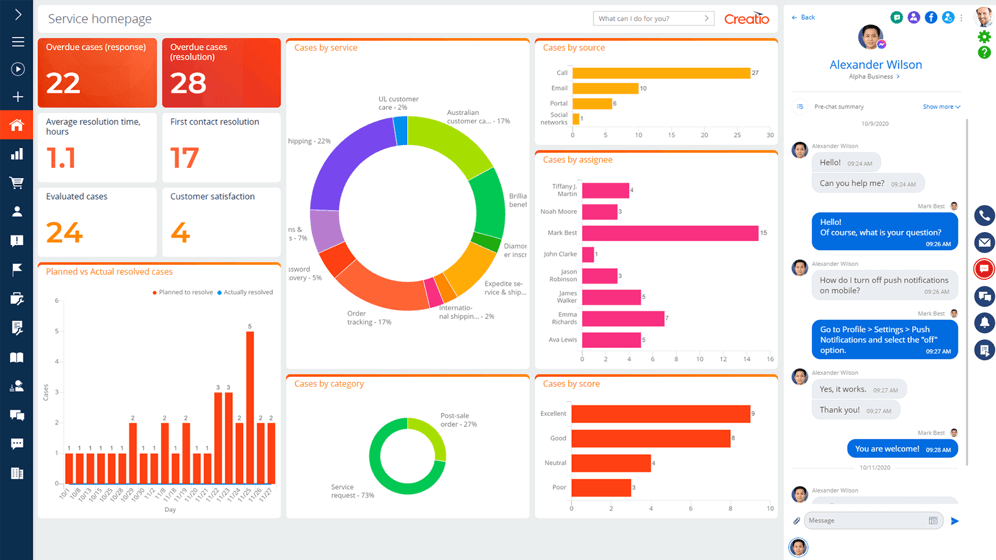 Service homepage
What can I do for you?
Creatio
Overdue cases (response)
22
Overdue cases
(resolution)
28
Average resolution time,
hours
1.1
First contact resolution
17
Evaluated cases
24
Customer satisfaction
4
Planned vs Actual resolved cases
Planned to resolve
Actually resolved
Cases
6
5
4
3
2
1
0
1 1 1 1 1 1 2 1 1 2 1 2 1 1 3 3 2 5 2 2
10/1 10/8 10/13 10/15 10/25 10/28 10/29 10/30 11/2 11/8 11/18 11/19 11/20 11/21 11/22 11/23 11/24 11/25 11/26 11/27
Day
Cases by service
UL customer
care - 2%
Australian
customer ca... - 17%
hipping - 22%
Brillia
benef
ns &
s - 7%
Diamon
er inscr
ssword
overy - 5%
Expedite se-
rvice & ship...
Order
tracking - 17%
Internatio-
nal shippin... - 2%
Cases by category
Post-sale
order - 27%
Service
request - 73%
Cases by source
Call 27
Email 10
Portal 6
Social
networks 1
0 5 10 15 20 25 30
Cases by assignee
Tiffany J.
Martin 4
Noah Moore 3
Mark Best 15
John Clarke 1
Jason
Robinson 3
James
Walker 5
Emma
Richards 7
Ava Lewis 5
0 2 4 6 8 10 12 14 16
Cases by score
Excellent 9
Good 8
Neutral 4
Poor 3
0 2 4 6 8 10
Back
Alexander Wilson
Alpha Business
Pre-chat summary
Show more
10/9/2020
Alexander Wilson
Hello! 09:24 AM
Can you help me? 09:24 AM
Mark Best
Hello!
Of course, what is your question?
09:26 AM
Alexander Wilson
How do I turn off push notifications
on mobile? 09:26 AM
Mark Best
Go to Profile > Settings > Push
Notifications and select the "off"
option. 09:27 AM
Alexander Wilson
Yes, it works. 09:27 AM
Thank you! 09:27 AM
Mark Best
You are welcome! 09:28 AM
10/11/2020
Alexander Wilson
Message